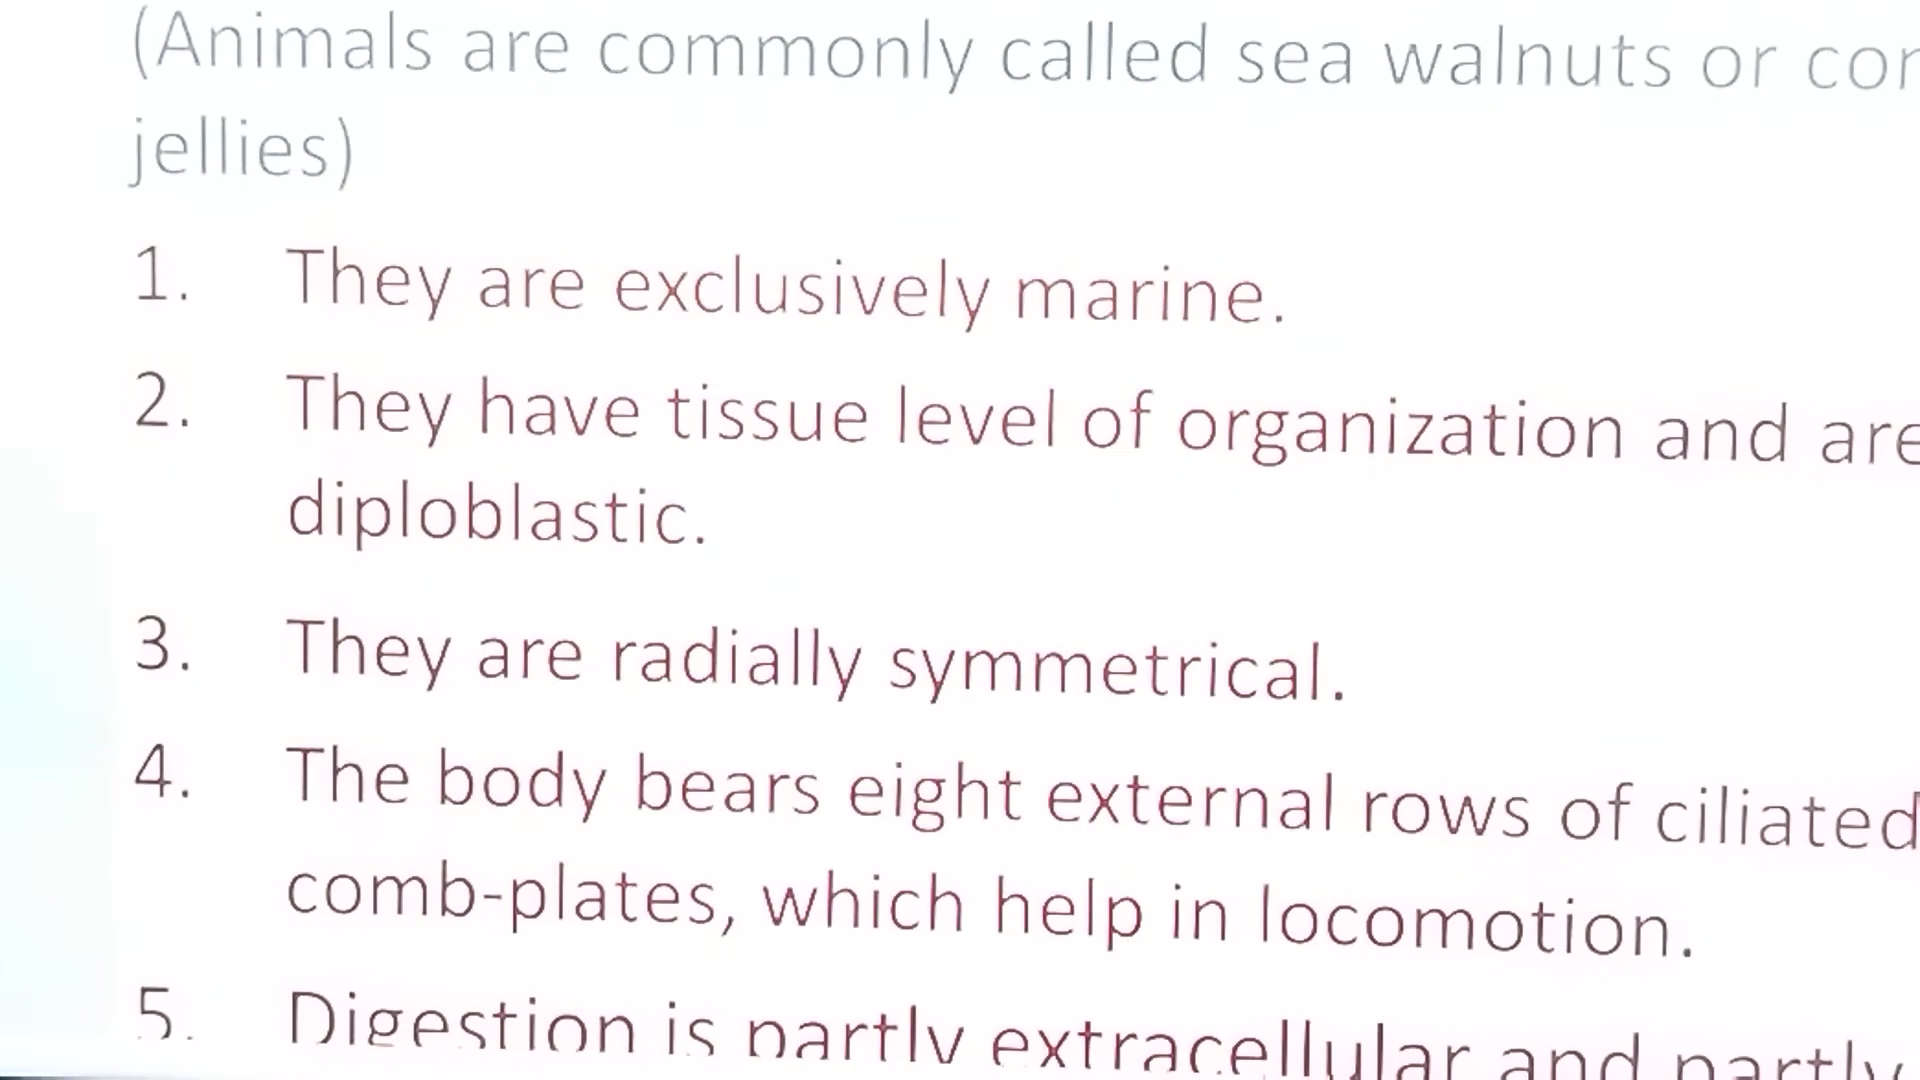 (Animals are commonly called sea walnuts or
jellies)
1. They are exclusively marine.
2. They have tissue level of organization and are
diploblastic.
3. They are radially symmetrical.
4. The body bears eight external rows of ciliated
comb-plates, which help in locomotion.
5. Digestion is partly extracellular and partly